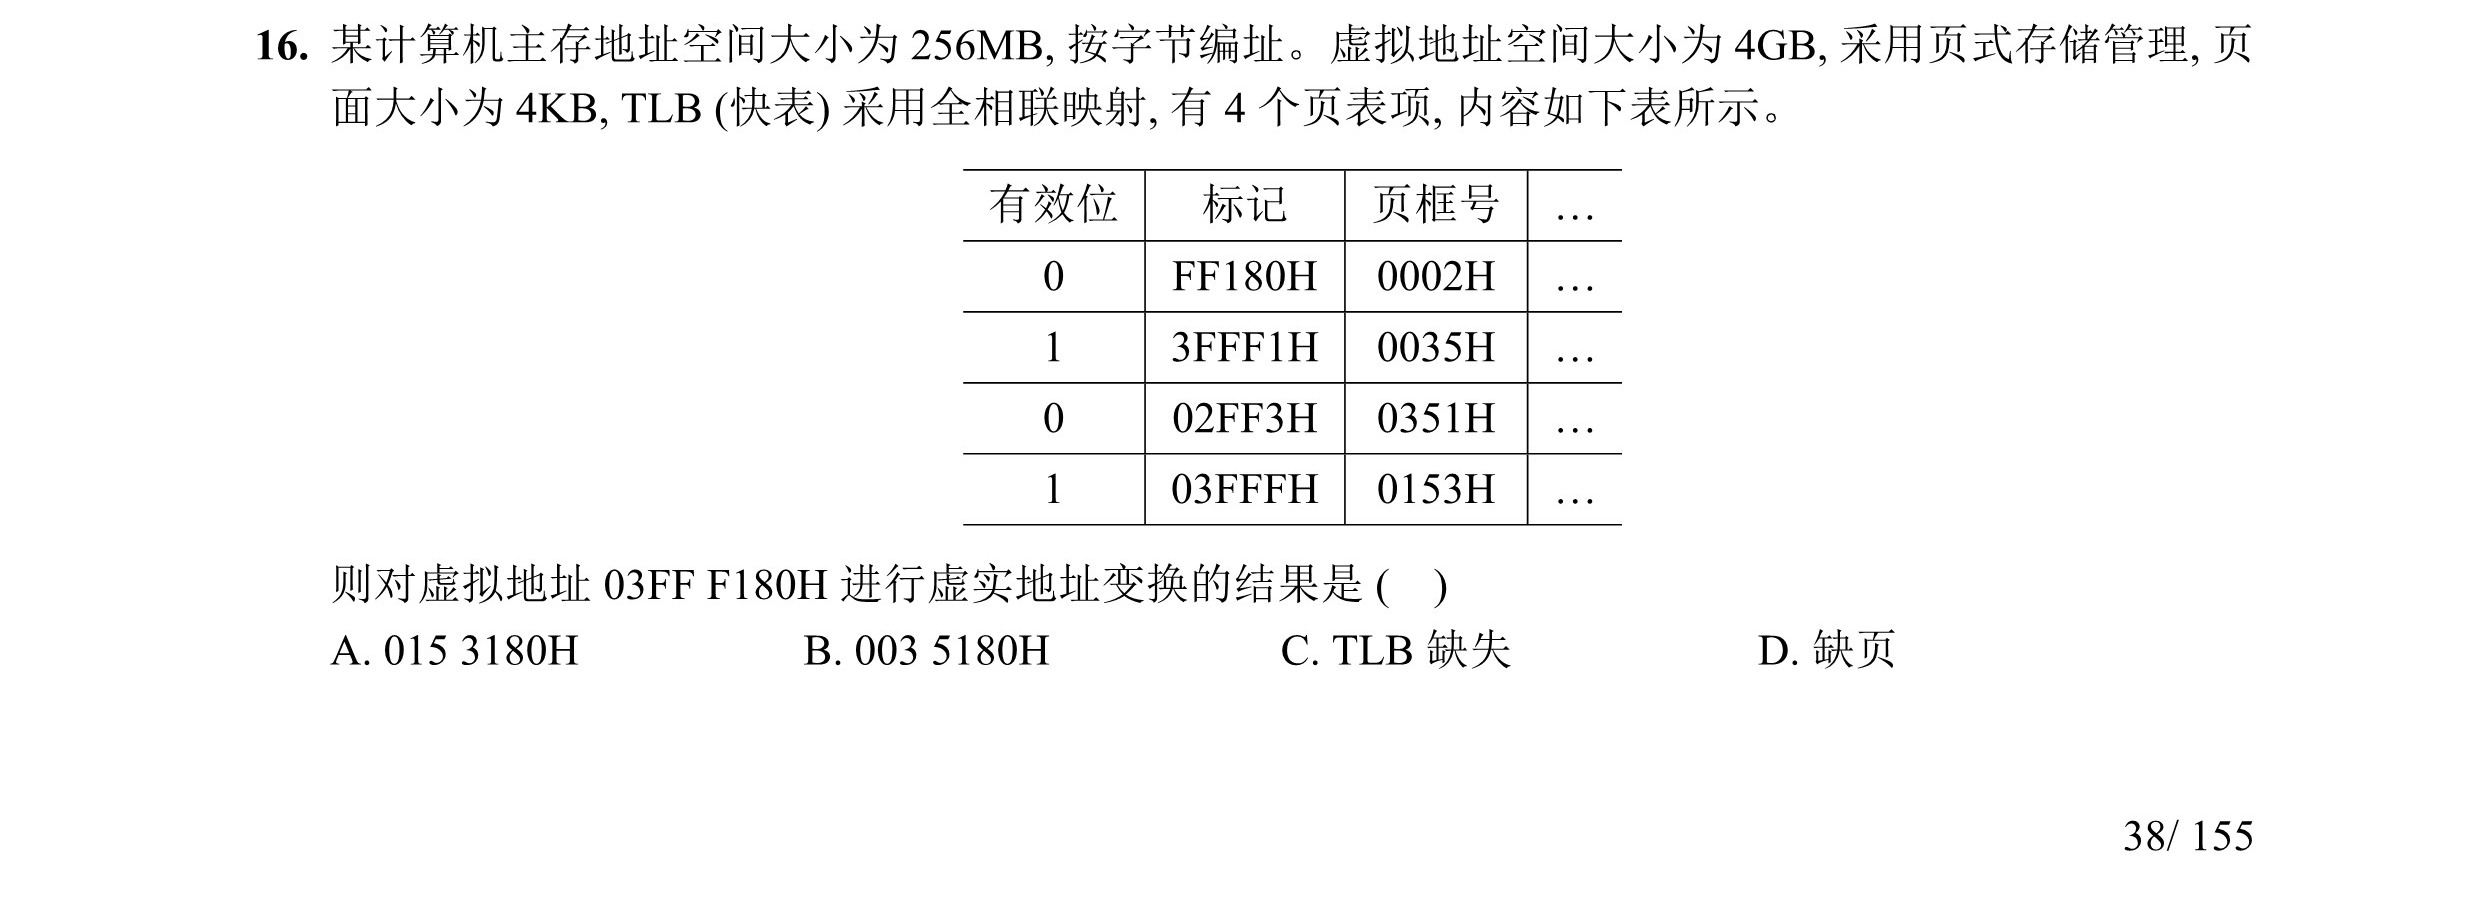 16. 某计算机主存地址空间大小为 256MB, 按字节编址。虚拟地址空间大小为 4GB, 采用页式存储管理, 页
面大小为 4KB, TLB (快表) 采用全相联映射, 有 4 个页表项, 内容如下表所示。
有效位 标记 页框号 …
0 FF180H 0002H …
1 3FFF1H 0035H …
0 02FF3H 0351H …
1 03FFFH 0153H …
则对虚拟地址 03FF F180H 进行虚实地址变换的结果是 ( )
A. 015 3180H B. 003 5180H C. TLB 缺失 D. 缺页
38/ 155